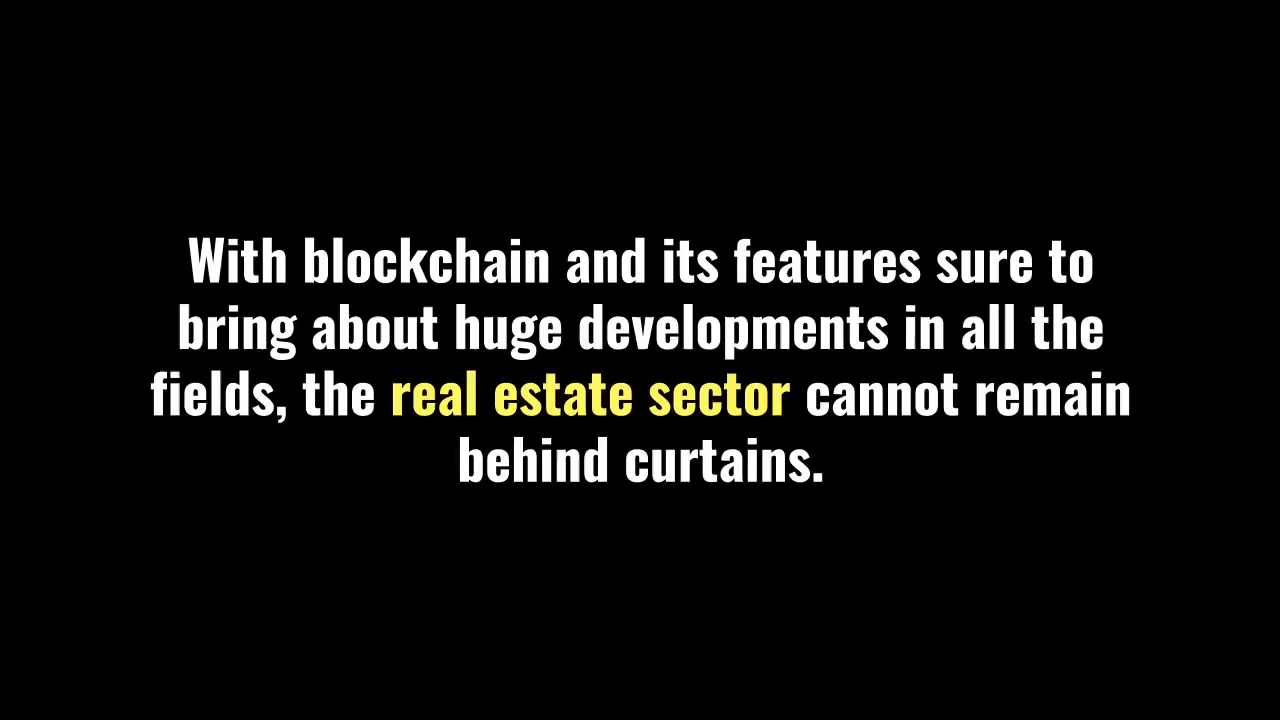 With blockchain and its features sure to
bring about huge developments in all the
fields, the real estate sector cannot remain
behind curtains.